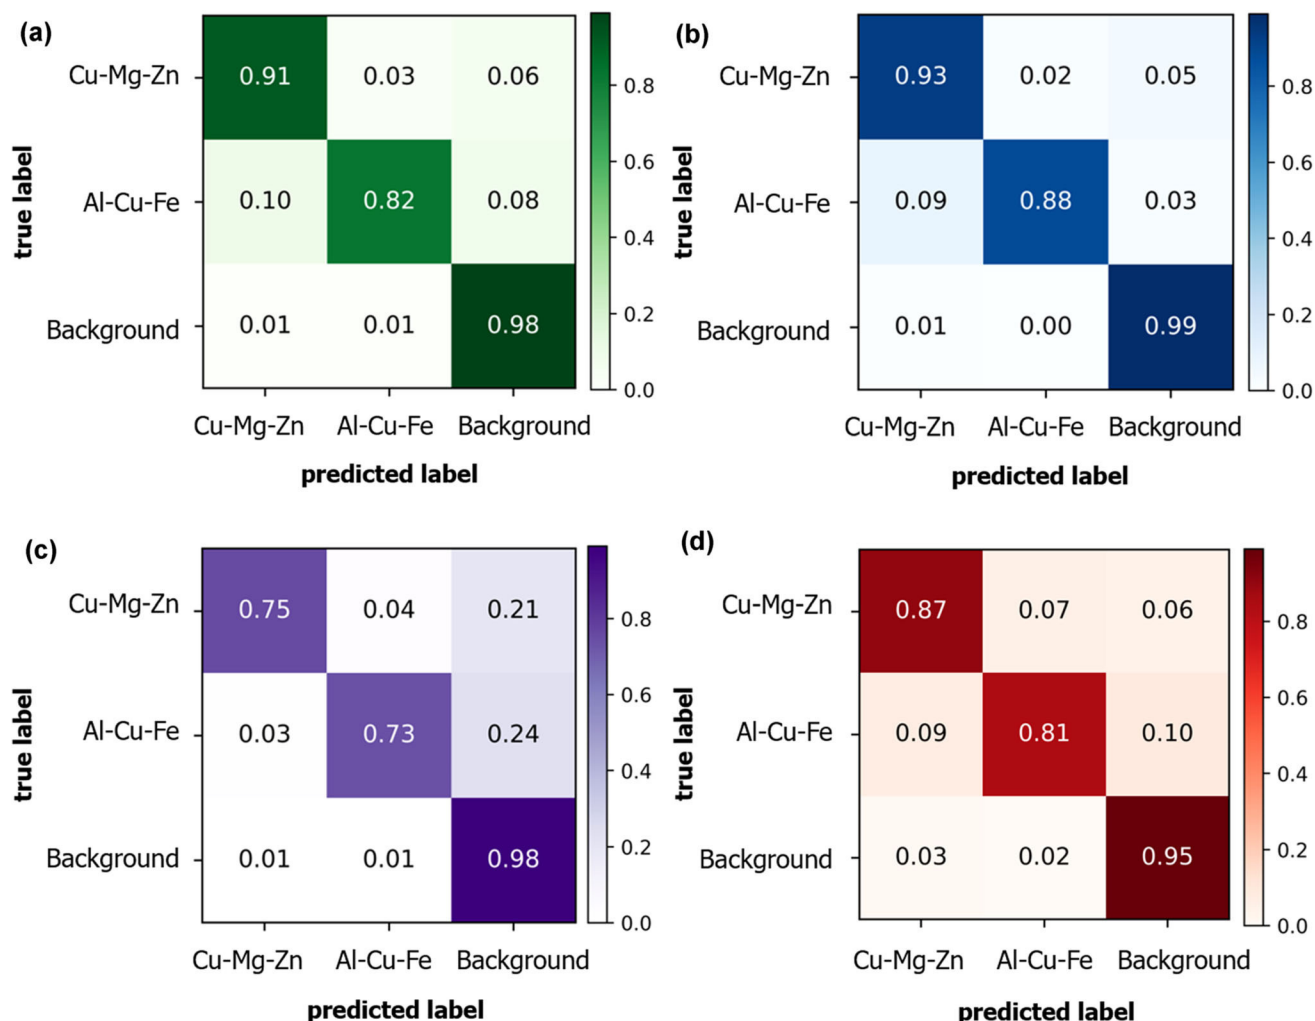 (a)
true label
Cu-Mg-Zn 0.91 0.03 0.06
Al-Cu-Fe 0.10 0.82 0.08
Background 0.01 0.01 0.98
Cu-Mg-Zn Al-Cu-Fe Background
predicted label
0.8
0.6
0.4
0.2
0.0
(b)
true label
Cu-Mg-Zn 0.93 0.02 0.05
Al-Cu-Fe 0.09 0.88 0.03
Background 0.01 0.00 0.99
Cu-Mg-Zn Al-Cu-Fe Background
predicted label
0.8
0.6
0.4
0.2
0.0
(c)
true label
Cu-Mg-Zn 0.75 0.04 0.21
Al-Cu-Fe 0.03 0.73 0.24
Background 0.01 0.01 0.98
Cu-Mg-Zn Al-Cu-Fe Background
predicted label
0.8
0.6
0.4
0.2
0.0
(d)
true label
Cu-Mg-Zn 0.87 0.07 0.06
Al-Cu-Fe 0.09 0.81 0.10
Background 0.03 0.02 0.95
Cu-Mg-Zn Al-Cu-Fe Background
predicted label
0.8
0.6
0.4
0.2
0.0